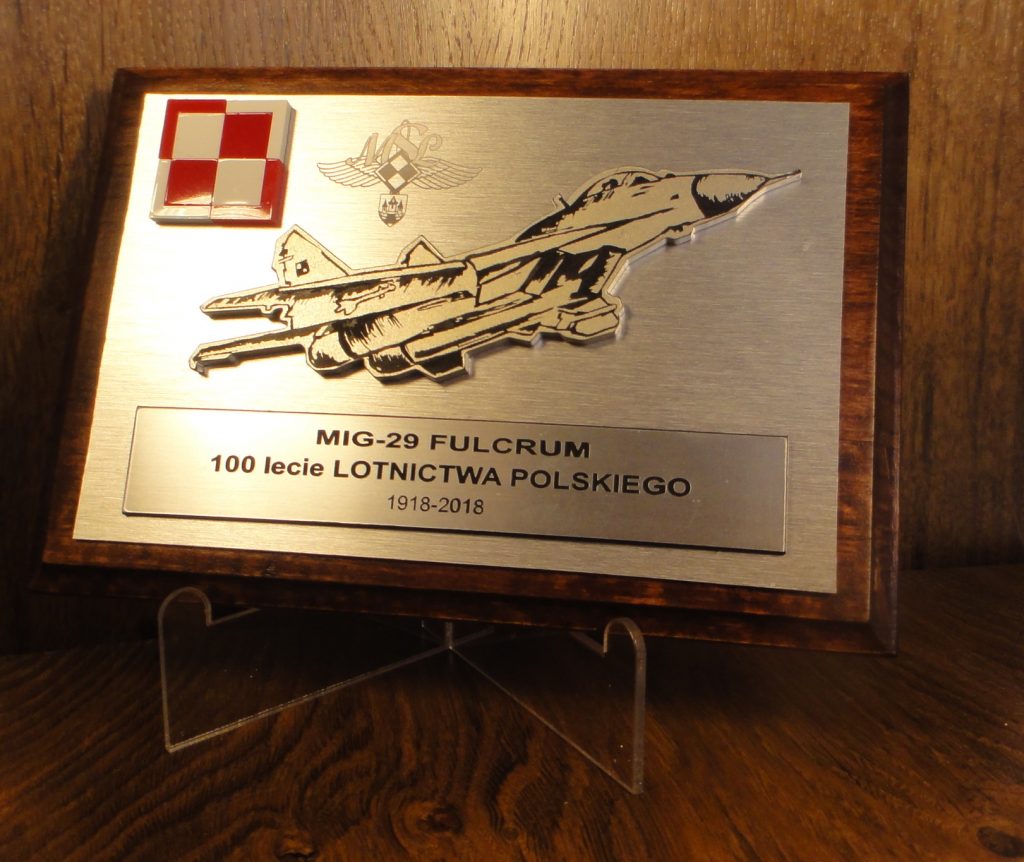 MIG-29 FULCRUM
100 lecie LOTNICTWA POLSKIEGO
1918-2018